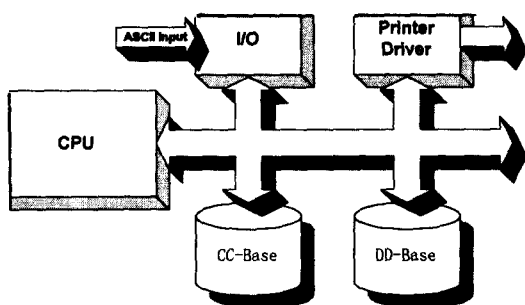 ASCII Input
I/O
Printer
Driver
CPU
CC-Base
DD-Base